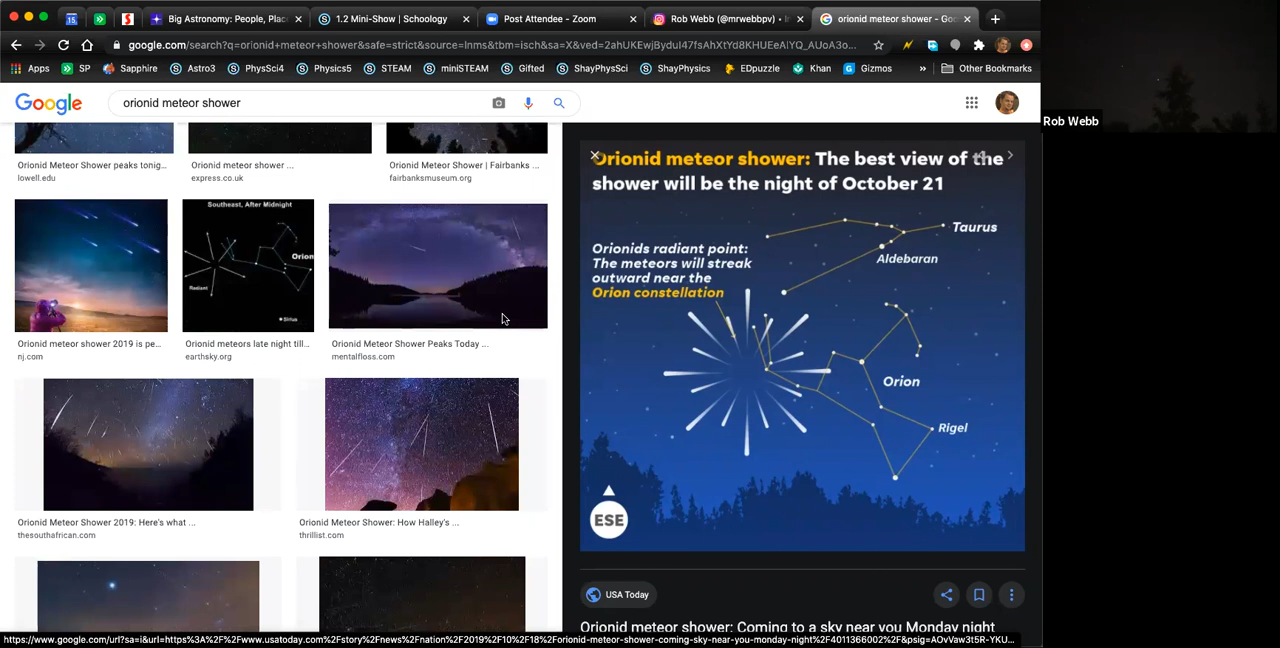 15
S
Big Astronomy: People, Plac
1.2 Mini-Show | Schoology
Post Attendee - Zoom
Rob Webb (@mrwebbpv) • I
orionid meteor shower - Go
google.com/search?q=orionid+meteor+shower&safe=strict&source=lnms&tbm=isch&sa=X&ved=2ahUKEwjBydul47fsAhXtYd8KHUEeAIYQ_AUoA3o...
Apps
SP
Sapphire
Astro3
PhysSci4
Physics5
STEAM
miniSTEAM
Gifted
ShayPhysSci
ShayPhysics
EDpuzzle
Khan
Gizmos
»
Other Bookmarks
Google
orionid meteor shower
Rob Webb
Orionid Meteor Shower peaks tonig...
lowell.edu
Orionid meteor shower ...
express.co.uk
Orionid Meteor Shower | Fairbanks ...
fairbanksmuseum.org
Southeast, After Midnight
Orion
Radiant
Sirius
Orionid meteor shower 2019 is pe...
nj.com
Orionid meteors late night till...
earthsky.org
Orionid Meteor Shower Peaks Today ...
mentalfloss.com
Orionid Meteor Shower 2019: Here's what ...
thesouthafrican.com
Orionid Meteor Shower: How Halley's ...
thrillist.com
Orionid meteor shower: The best view of the
shower will be the night of October 21
Taurus
Aldebaran
Orionids radiant point:
The meteors will streak
outward near the
Orion constellation
Orion
Rigel
ESE
USA Today
Orionid meteor shower: Coming to a sky near you Monday night
https://www.google.com/url?sa=i&url=https%3A%2F%2Fwww.usatoday.com%2Fstory%2Fnews%2Fnation%2F2019%2F10%2F18%2Forionid-meteor-shower-coming-sky-near-you-monday-night%2F4011366002%2F&psig=AOvVaw3t5R-YKU...